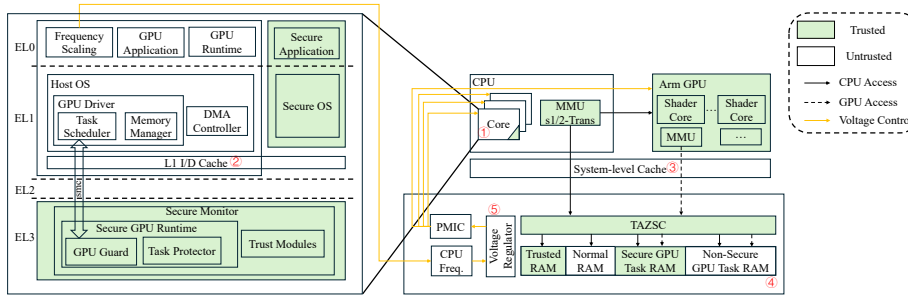 EL0
Frequency
Scaling
GPU
Application
GPU
Runtime
Secure
Application
EL1
Host OS
GPU Driver
Task
Scheduler
Memory
Manager
DMA
Controller
Secure OS
L1 I/D Cache ②
EL2
smc
EL3
Secure Monitor
Secure GPU Runtime
GPU Guard
Task Protector
Trust Modules
CPU
① Core
MMU
s1/2-Trans
Arm GPU
Shader
Core
...
Shader
Core
MMU
...
System-level Cache ③
PMIC
CPU
Freq.
⑤
Voltage
Regulator
TAZSC
Trusted
RAM
Normal
RAM
Secure GPU
Task RAM
Non-Secure
GPU Task RAM
④
Trusted
Untrusted
CPU Access
GPU Access
Voltage Control